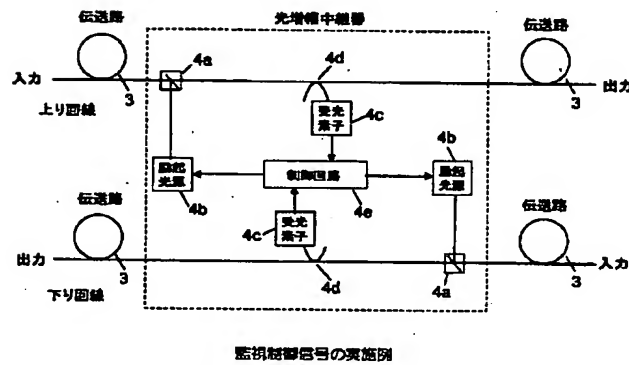 伝送路
光増幅中継器
伝送路
4a
4d
入力
出力
3
3
上り回線
受光
素子
4c
4b
励起
光源
4b
制御回路
励起
光源
伝送路
4e
伝送路
4c
受光
素子
出力
入力
3
4d
4a
3
下り回線
監視制御信号の実施例